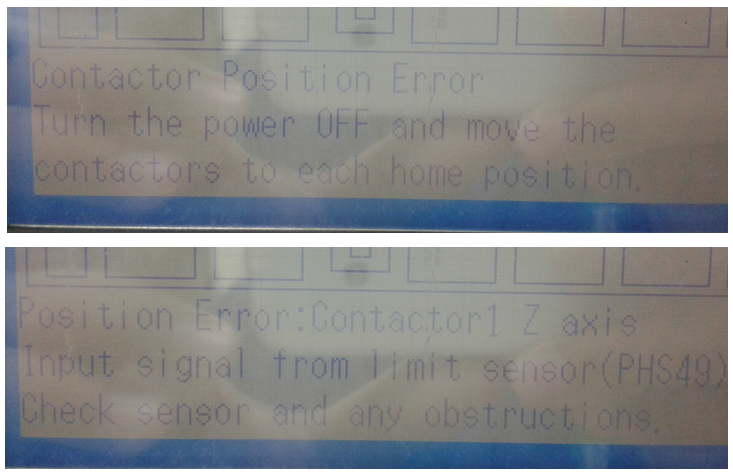 Contactor Position Error
Turn the power OFF and move the
contactors to each home position.
Position Error:Contactor1 Z axis
Input signal from limit sensor(PHS49)
Check sensor and any obstructions.